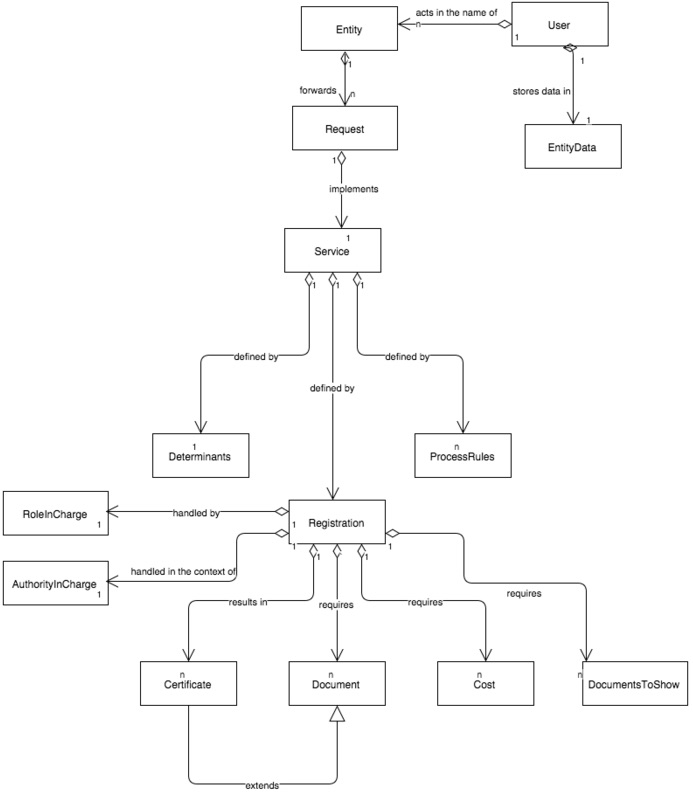 acts in the name of
Entity
n
1
User
1
1
forwards
n
stores data in
1
Request
EntityData
1
implements
1
Service
1
1
1
defined by
defined by
defined by
1
Determinants
n
ProcessRules
RoleInCharge
1
handled by
1
Registration
1
1
handled in the context of
AuthorityInCharge
1
1
1
results in
requires
requires
requires
n
Certificate
n
Document
n
Cost
n
DocumentsToShow
extends